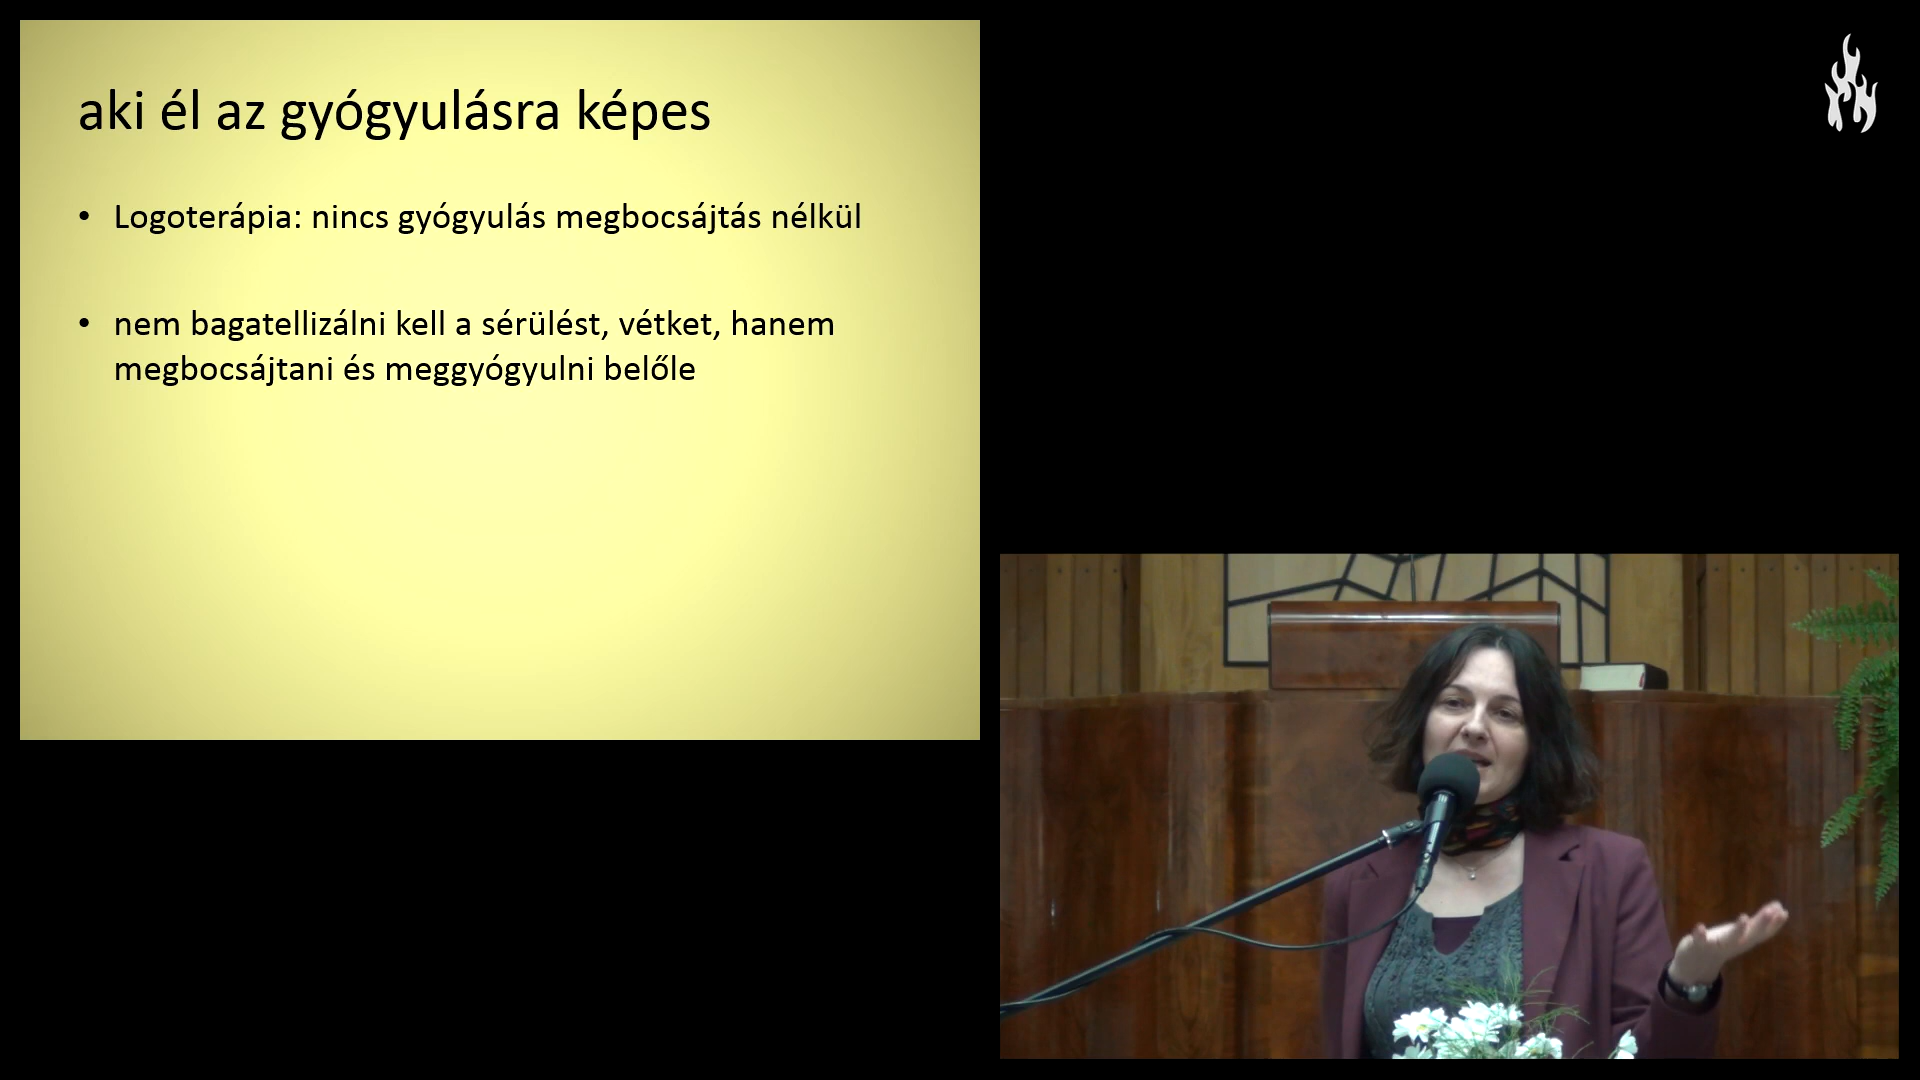 aki él az gyógyulásra képes
• Logoterápia: nincs gyógyulás megbocsájtás nélkül
• nem bagatellizálni kell a sérülést, vétket, hanem
megbocsájtani és meggyógyulni belőle